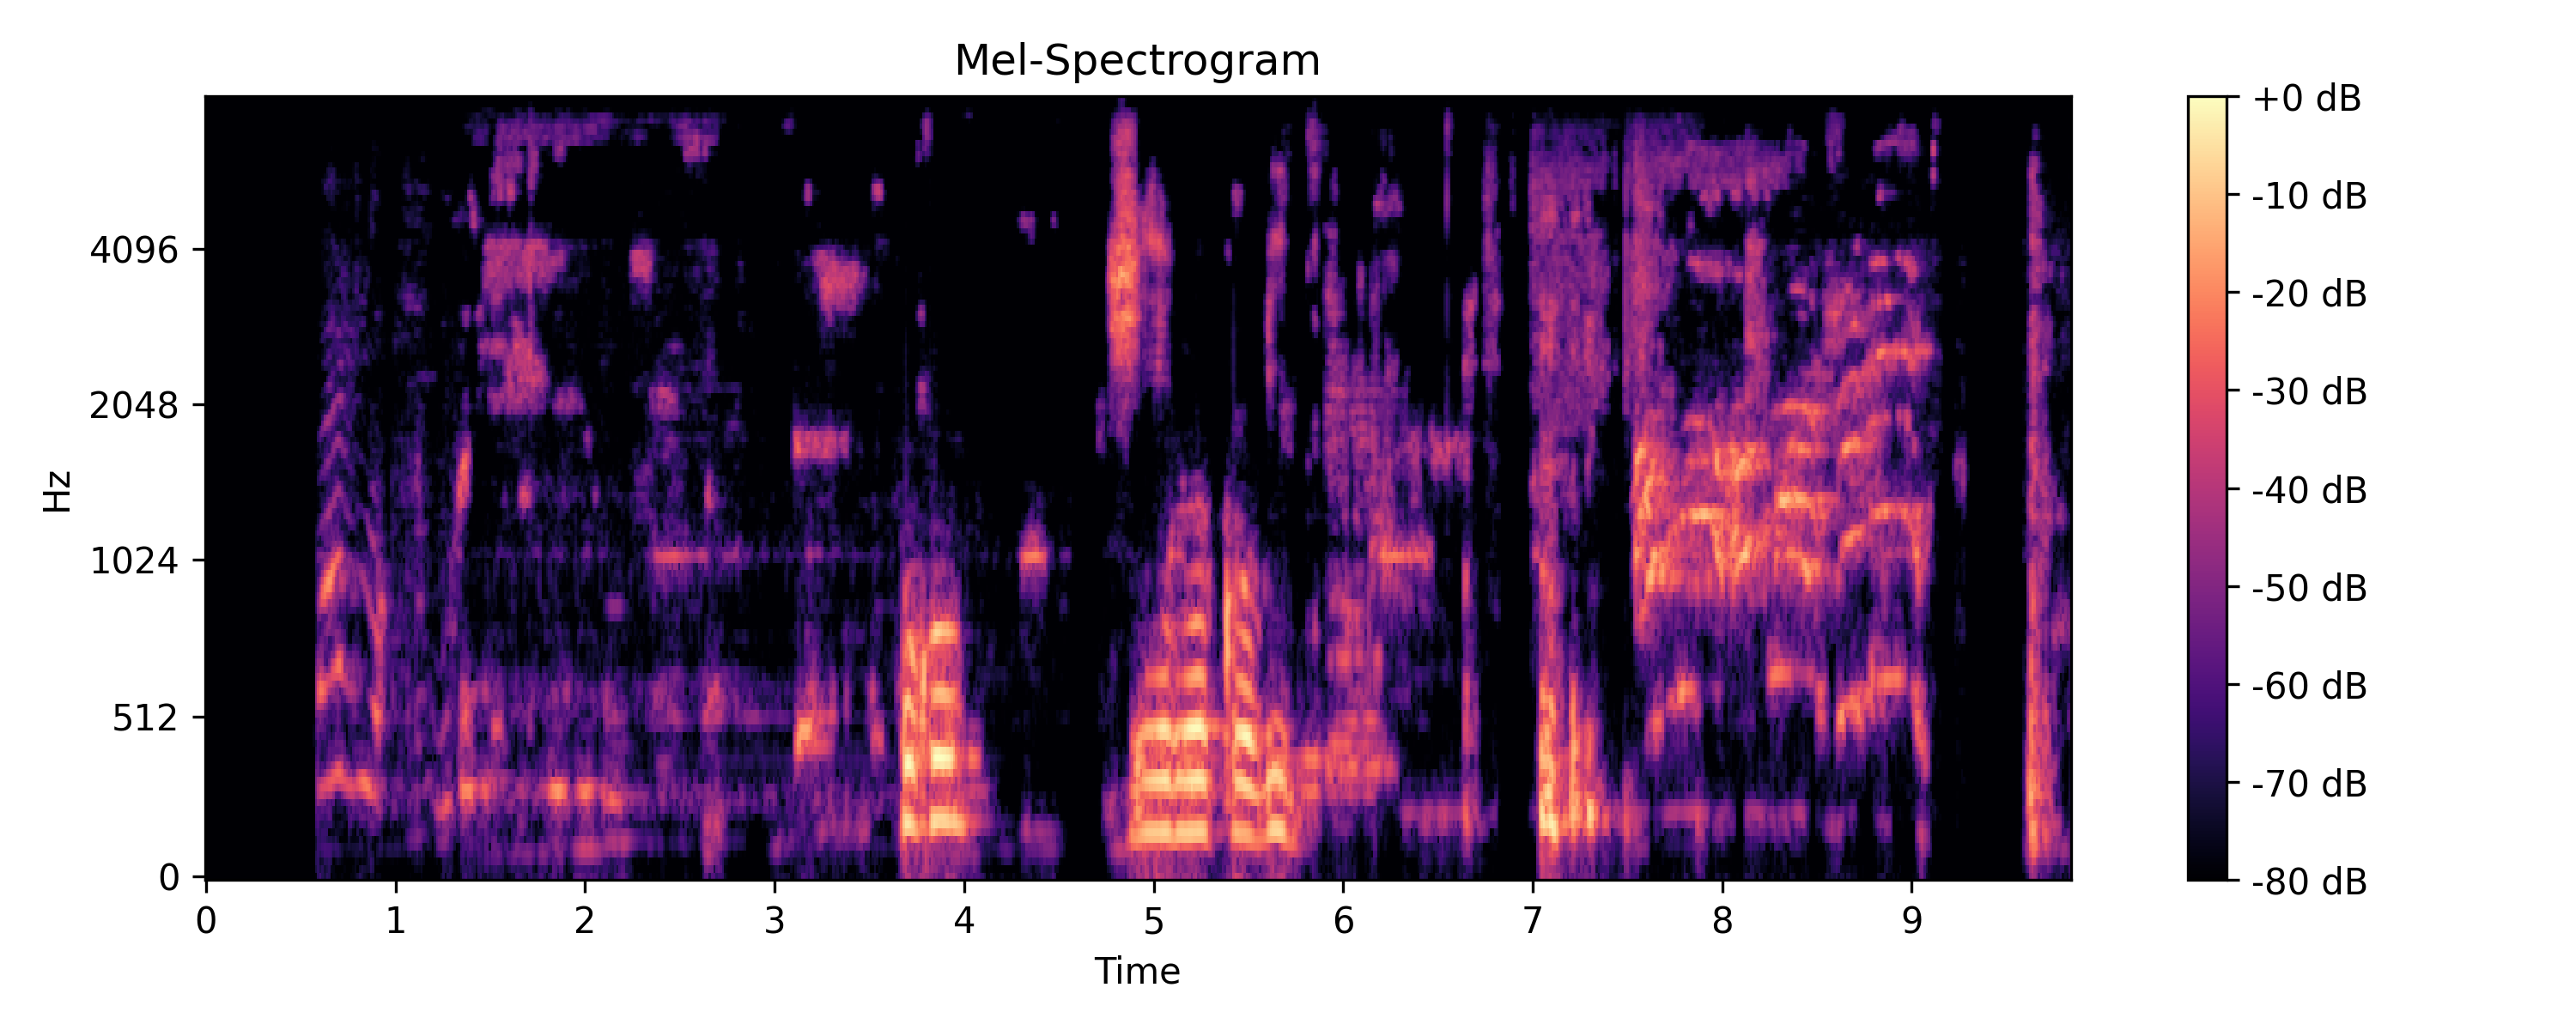 Mel-Spectrogram
Hz
4096
2048
1024
512
0
0 1 2 3 4 5 6 7 8 9
Time
+0 dB
-10 dB
-20 dB
-30 dB
-40 dB
-50 dB
-60 dB
-70 dB
-80 dB